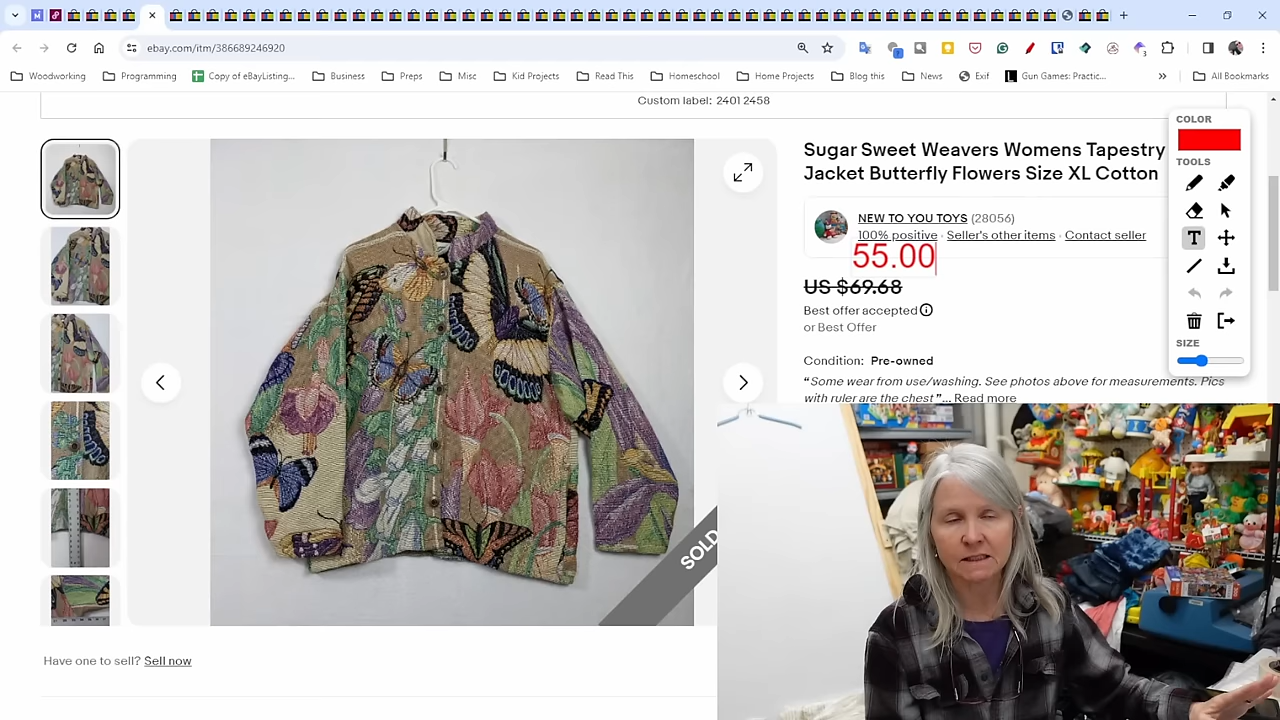 ebay.com/itm/386689246920
Woodworking
Programming
Copy of eBayListing...
Business
Preps
Misc
Kid Projects
Read This
Homeschool
Home Projects
Blog this
News
Exif
Gun Games: Practic...
All Bookmarks
Custom label: 2401 2458
Sugar Sweet Weavers Womens Tapestry
Jacket Butterfly Flowers Size XL Cotton
NEW TO YOU TOYS (28056)
100% positive · Seller's other items · Contact seller
55.00
US $69.68
Best offer accepted
or Best Offer
Condition: Pre-owned
"Some wear from use/washing. See photos above for measurements. Pics
with ruler are the chest"... Read more
COLOR
TOOLS
T
SIZE
SOLD
Have one to sell? Sell now